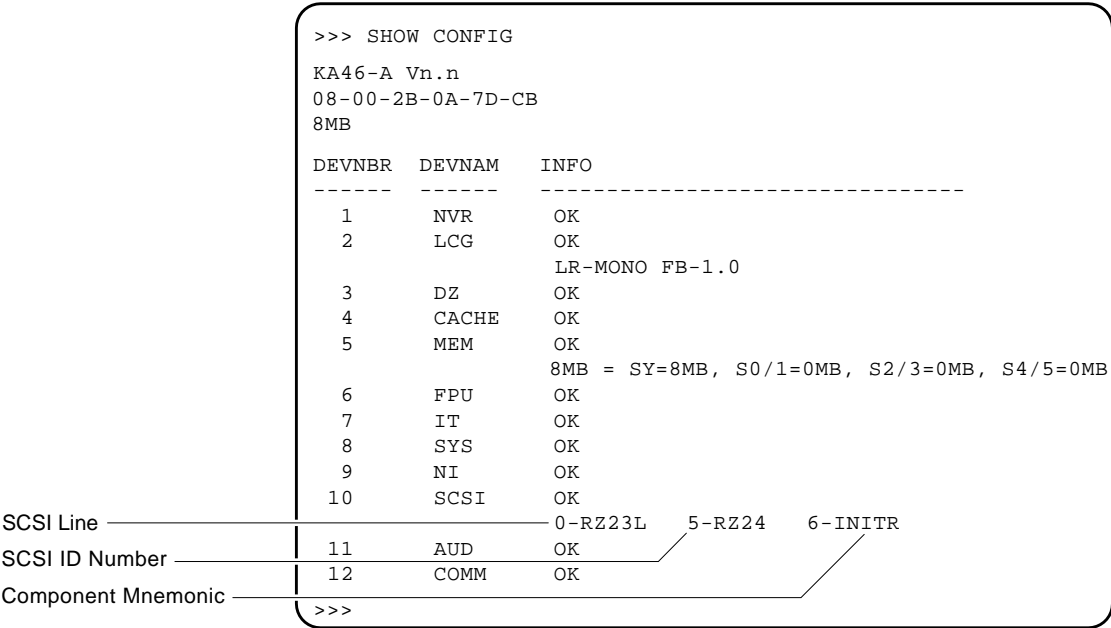 >>> SHOW CONFIG
KA46-A Vn.n
08-00-2B-0A-7D-CB
8MB
DEVNBR DEVNAM INFO
------ ------ --------------------------------
1 NVR OK
2 LCG OK
LR-MONO FB-1.0
3 DZ OK
4 CACHE OK
5 MEM OK
8MB = SY=8MB, S0/1=0MB, S2/3=0MB, S4/5=0MB
6 FPU OK
7 IT OK
8 SYS OK
9 NI OK
10 SCSI OK
SCSI Line 0-RZ23L 5-RZ24 6-INITR
11 AUD OK
SCSI ID Number
12 COMM OK
Component Mnemonic
>>>